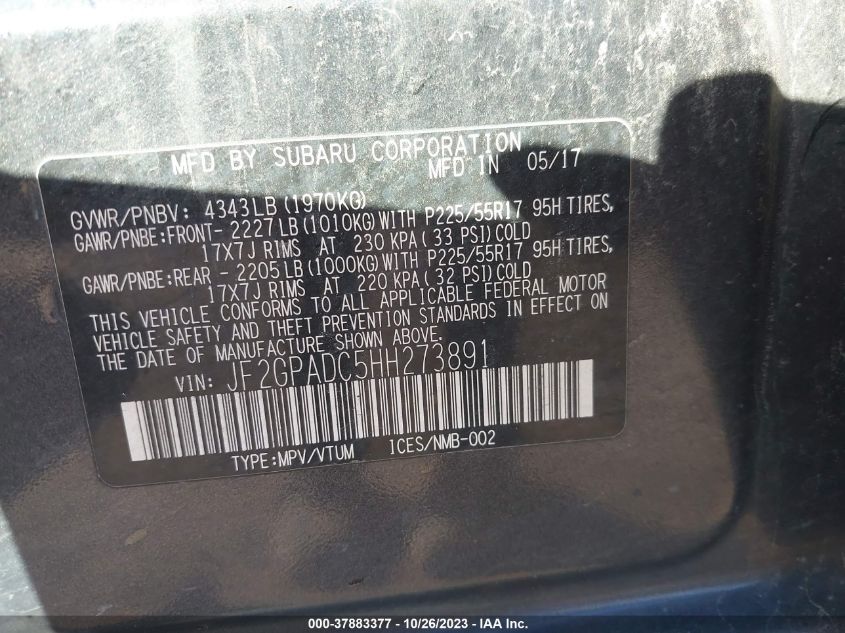 MFD BY SUBARU CORPORATION
MFD IN 05/17
GVWR/PNBV: 4343LB(1970KG)
GAWR/PNBE:FRONT- 2227LB(1010KG)WITH P225/55R17 95H TIRES,
17X7J RIMS AT 230 KPA(33 PSI)COLD
GAWR/PNBE:REAR - 2205LB(1000KG)WITH P225/55R17 95H TIRES,
17X7J RIMS AT 220 KPA(32 PSI)COLD
THIS VEHICLE CONFORMS TO ALL APPLICABLE FEDERAL MOTOR
VEHICLE SAFETY AND THEFT PREVENTION STANDARDS IN EFFECT ON
THE DATE OF MANUFACTURE SHOWN ABOVE.
VIN: JF2GPADC5HH273891
TYPE:MPV/VTUM ICES/NMB-002
000-37883377 - 10/26/2023 - IAA Inc.